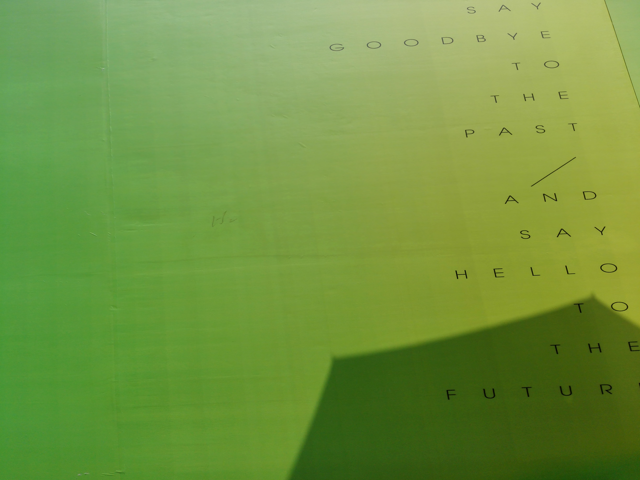 SAY
GOODBYE
TO
THE
PAST
/
AND
SAY
HELLO
TO
THE
FUTUR